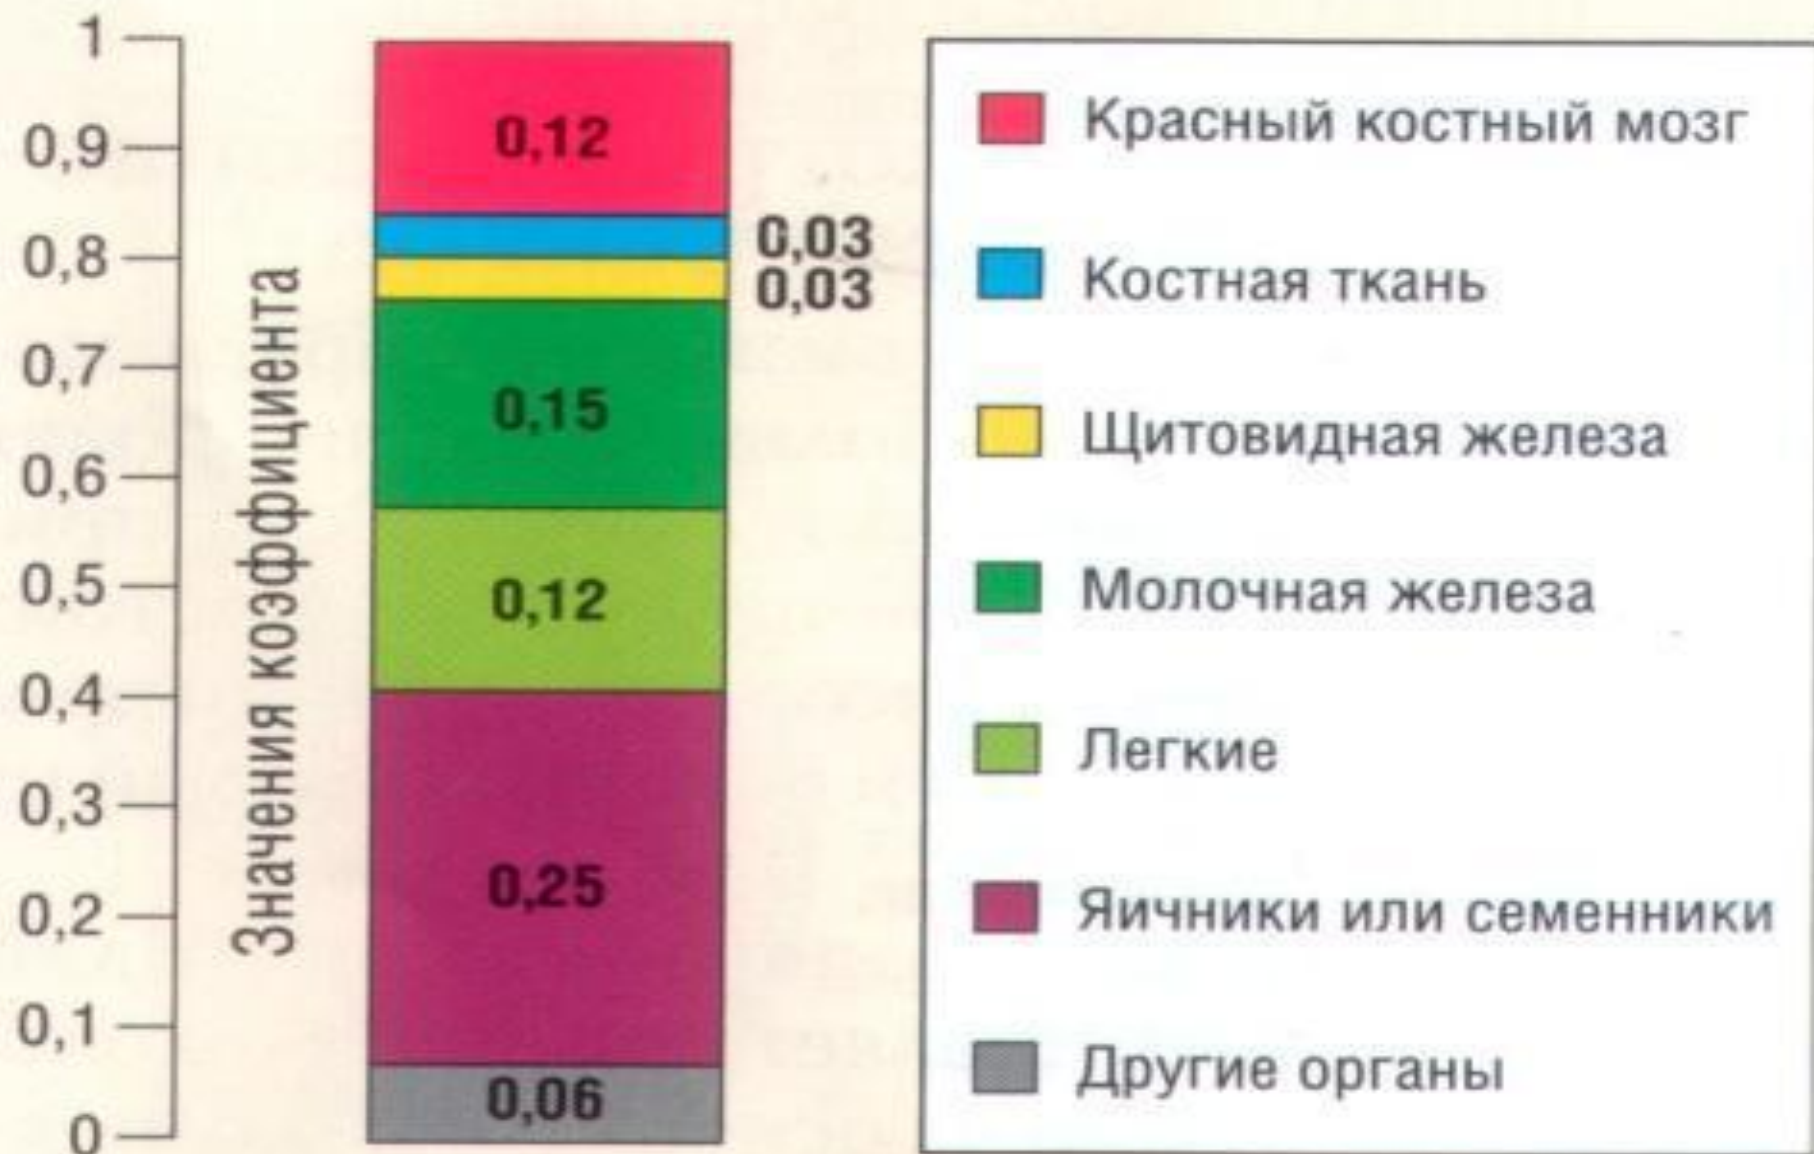 1
0,9
0,8
0,7
0,6
0,5
0,4
0,3
0,2
0,1
0
Значения коэффициента
0,12
0,03
0,03
0,15
0,12
0,25
0,06
Красный костный мозг
Костная ткань
Щитовидная железа
Молочная железа
Легкие
Яичники или семенники
Другие органы